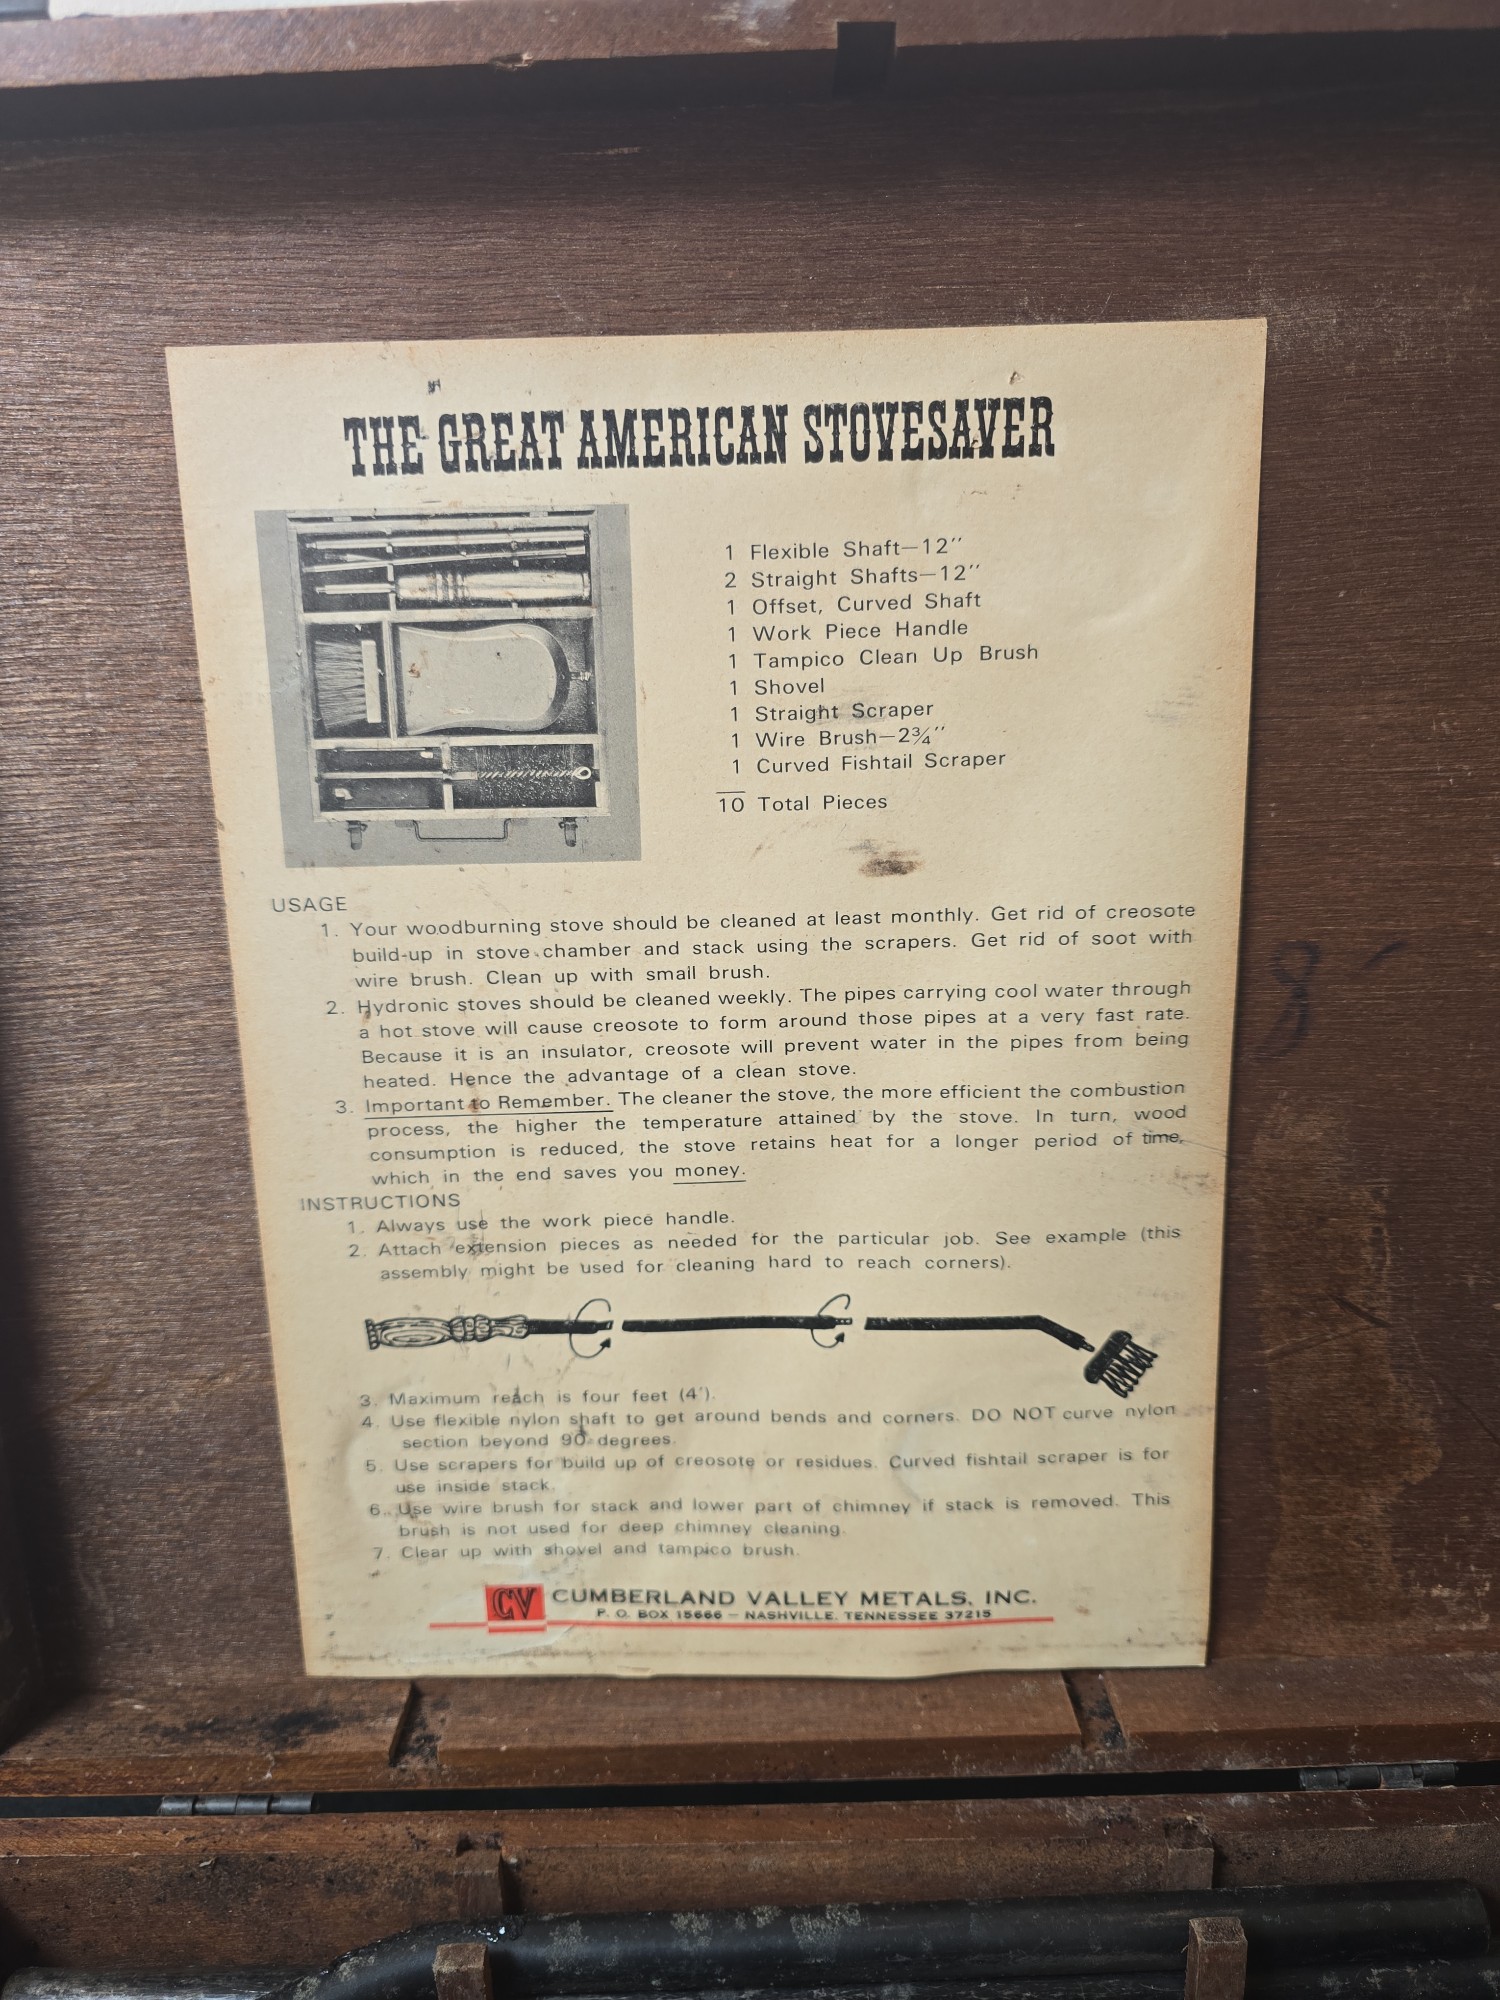 THE GREAT AMERICAN STOVESAVER
1 Flexible Shaft—12″
2 Straight Shafts—12″
1 Offset, Curved Shaft
1 Work Piece Handle
1 Tampico Clean Up Brush
1 Shovel
1 Straight Scraper
1 Wire Brush—2¾″
1 Curved Fishtail Scraper
10 Total Pieces
USAGE
1. Your woodburning stove should be cleaned at least monthly. Get rid of creosote
build-up in stove chamber and stack using the scrapers. Get rid of soot with
wire brush. Clean up with small brush.
2. Hydronic stoves should be cleaned weekly. The pipes carrying cool water through
a hot stove will cause creosote to form around those pipes at a very fast rate.
Because it is an insulator, creosote will prevent water in the pipes from being
heated. Hence the advantage of a clean stove.
3. Important to Remember. The cleaner the stove, the more efficient the combustion
process, the higher the temperature attained by the stove. In turn, wood
consumption is reduced, the stove retains heat for a longer period of time,
which in the end saves you money.
INSTRUCTIONS
1. Always use the work piece handle.
2. Attach extension pieces as needed for the particular job. See example (this
assembly might be used for cleaning hard to reach corners).
3. Maximum reach is four feet (4').
4. Use flexible nylon shaft to get around bends and corners. DO NOT curve nylon
section beyond 90 degrees.
5. Use scrapers for build up of creosote or residues. Curved fishtail scraper is for
use inside stack.
6. Use wire brush for stack and lower part of chimney if stack is removed. This
brush is not used for deep chimney cleaning.
7. Clear up with shovel and tampico brush.
CV CUMBERLAND VALLEY METALS, INC.
P. O. BOX 15666 — NASHVILLE, TENNESSEE 37215